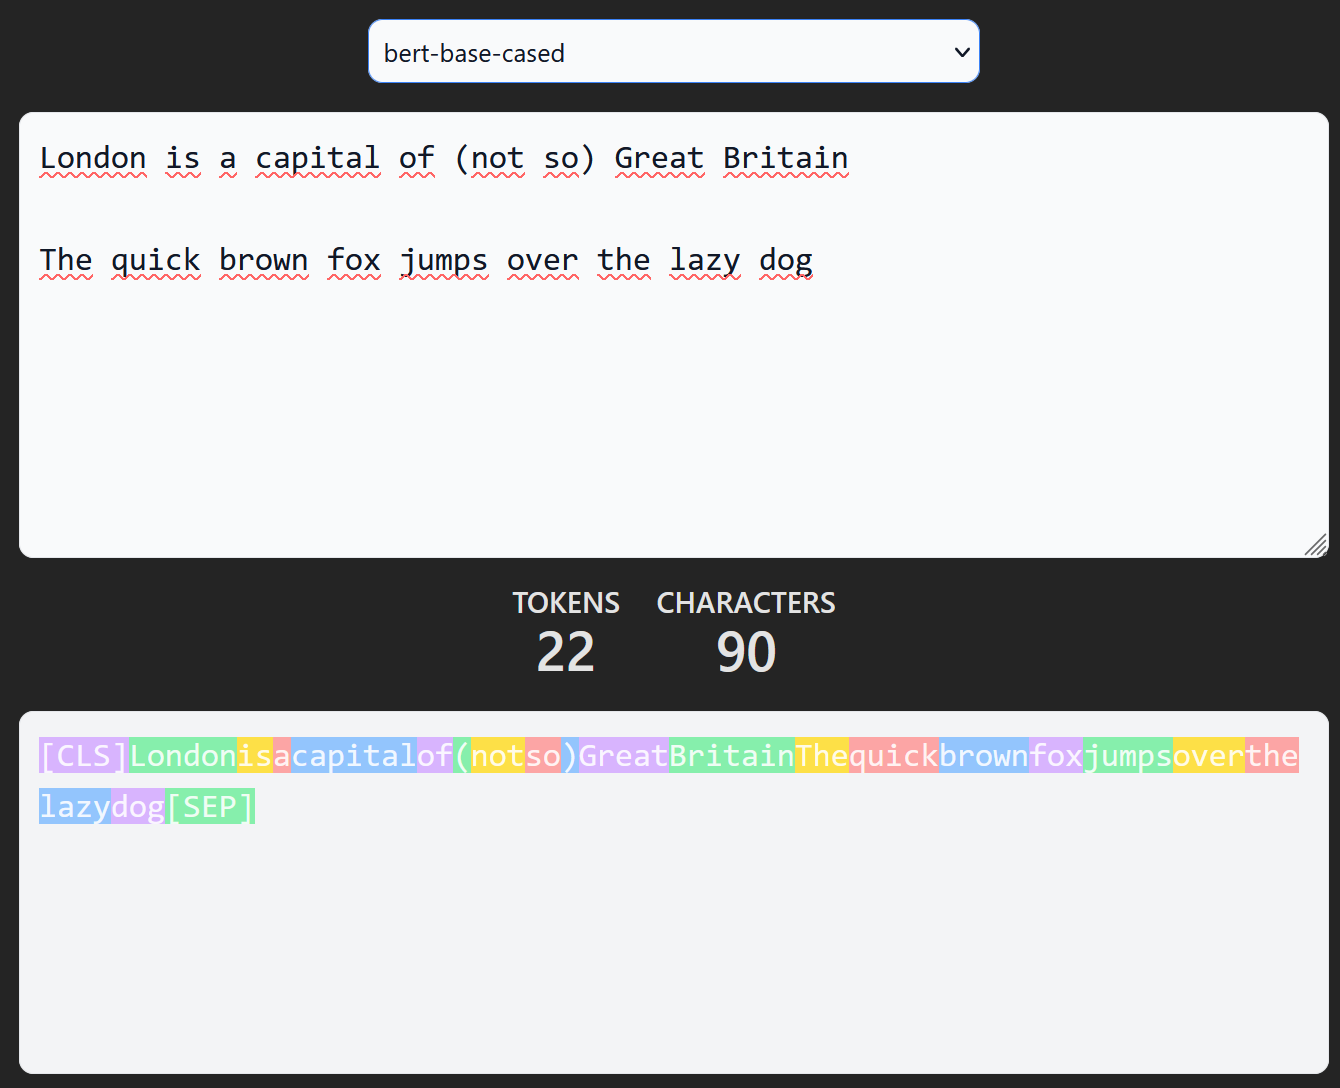 bert-base-cased
London is a capital of (not so) Great Britain
The quick brown fox jumps over the lazy dog
TOKENS CHARACTERS
22 90
[CLS]Londonisacapitalof(notso)GreatBritainThequickbrownfoxjumpsoverthe
lazydog[SEP]